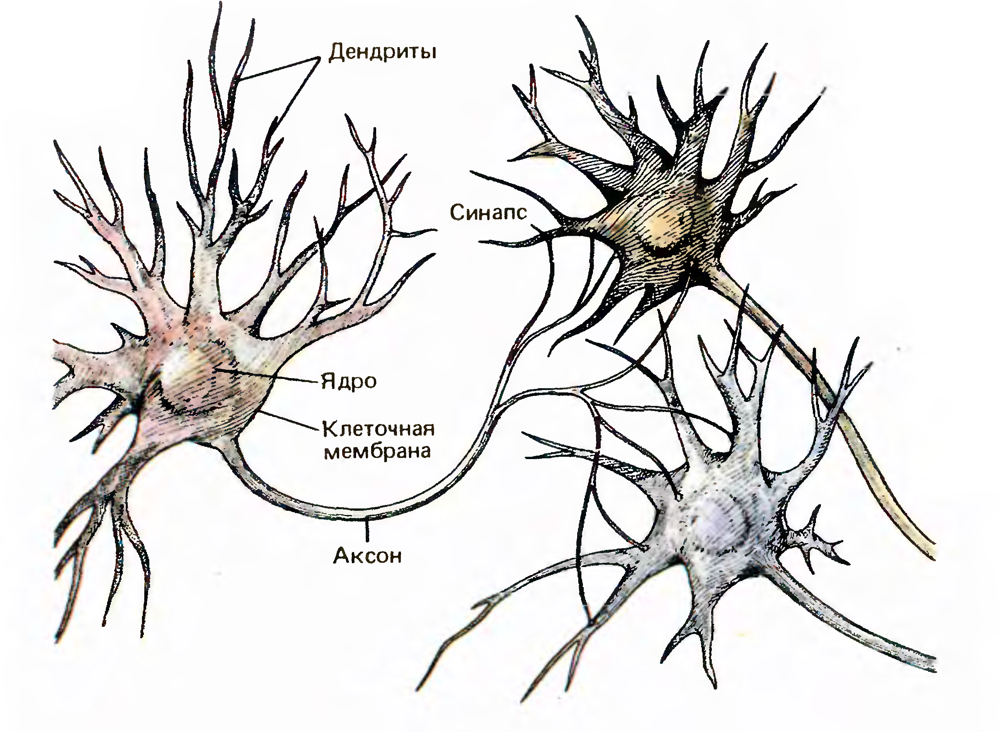 Дендриты
Синапс
Ядро
Клеточная
мембрана
Аксон